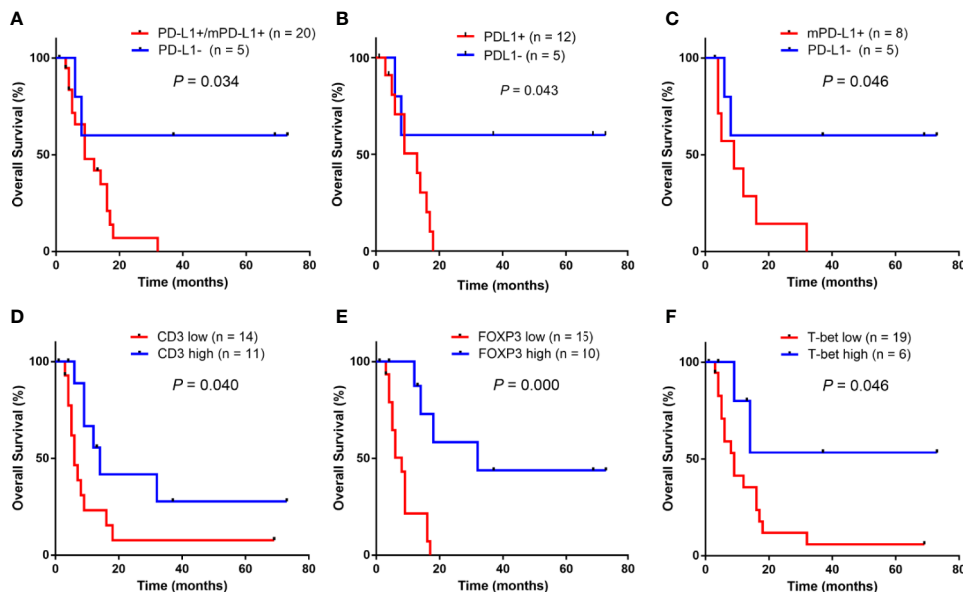 A
PD-L1+/mPD-L1+ (n = 20)
PD-L1- (n = 5)
P = 0.034
Overall Survival (%)
100
50
0
0 20 40 60 80
Time (months)
B
PDL1+ (n = 12)
PDL1- (n = 5)
P = 0.043
Overall Survival (%)
100
50
0
0 20 40 60 80
Time (months)
C
mPD-L1+ (n = 8)
PD-L1- (n = 5)
P = 0.046
Overall Survival (%)
100
50
0
0 20 40 60 80
Time (months)
D
CD3 low (n = 14)
CD3 high (n = 11)
P = 0.040
Overall Survival (%)
100
50
0
0 20 40 60 80
Time (months)
E
FOXP3 low (n = 15)
FOXP3 high (n = 10)
P = 0.000
Overall Survival (%)
100
50
0
0 20 40 60 80
Time (months)
F
T-bet low (n = 19)
T-bet high (n = 6)
P = 0.046
Overall Survival (%)
100
50
0
0 20 40 60 80
Time (months)